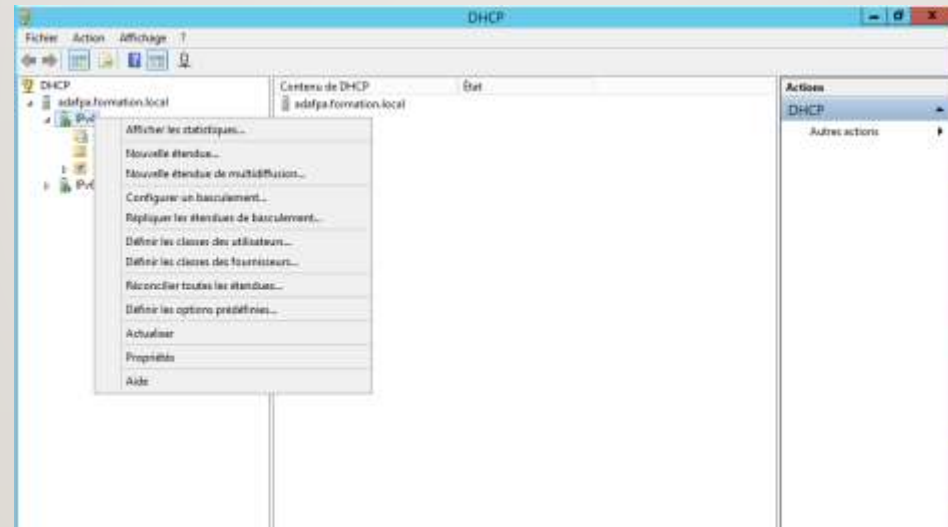 DHCP
Fichier Action Affichage ?
DHCP
adafpa.formation.local
IPv
IPv
Contenu de DHCP État
adafpa.formation.local
Afficher les statistiques...
Nouvelle étendue...
Nouvelle étendue de multidiffusion...
Configurer un basculement...
Répliquer les étendues de basculement...
Définir les classes des utilisateurs...
Définir les classes des fournisseurs...
Réconcilier toutes les étendues...
Définir les options prédéfinies...
Actualiser
Propriétés
Aide
Actions
DHCP
Autres actions